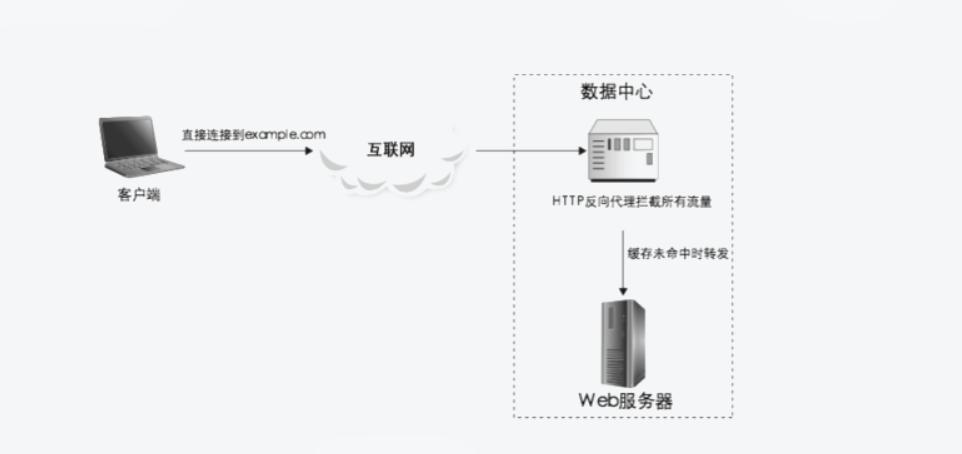 数据中心
直接连接到example.com
互联网
客户端
HTTP反向代理拦截所有流量
缓存未命中时转发
Web服务器